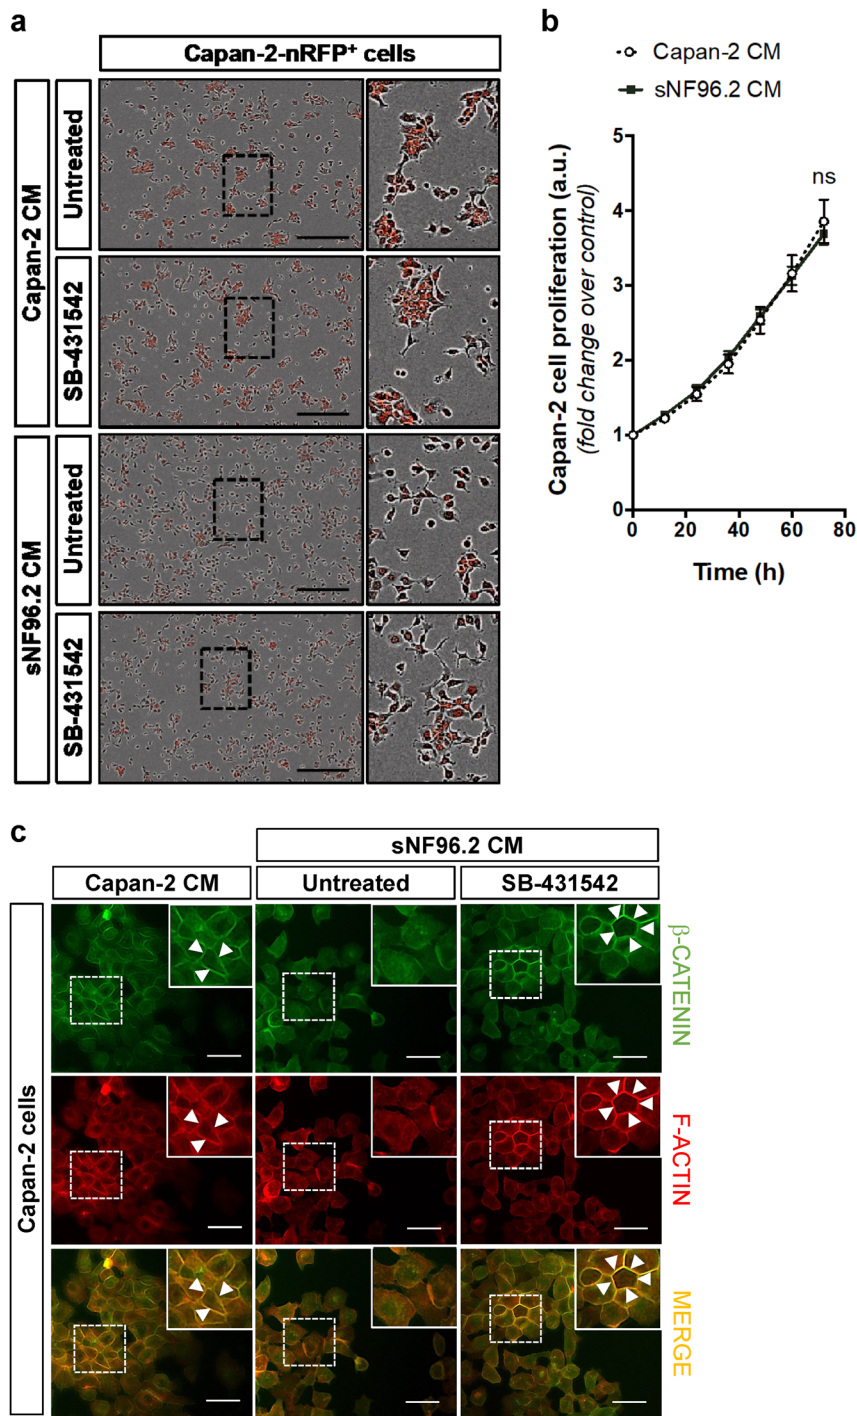 a
Capan-2-nRFP+ cells
Capan-2 CM
Untreated
SB-431542
sNF96.2 CM
Untreated
SB-431542
b
Capan-2 CM
sNF96.2 CM
Capan-2 cell proliferation (a.u.)
(fold change over control)
5
4
3
2
1
0
ns
0 20 40 60 80
Time (h)
c
sNF96.2 CM
Capan-2 CM Untreated SB-431542
Capan-2 cells
β-CATENIN
F-ACTIN
MERGE